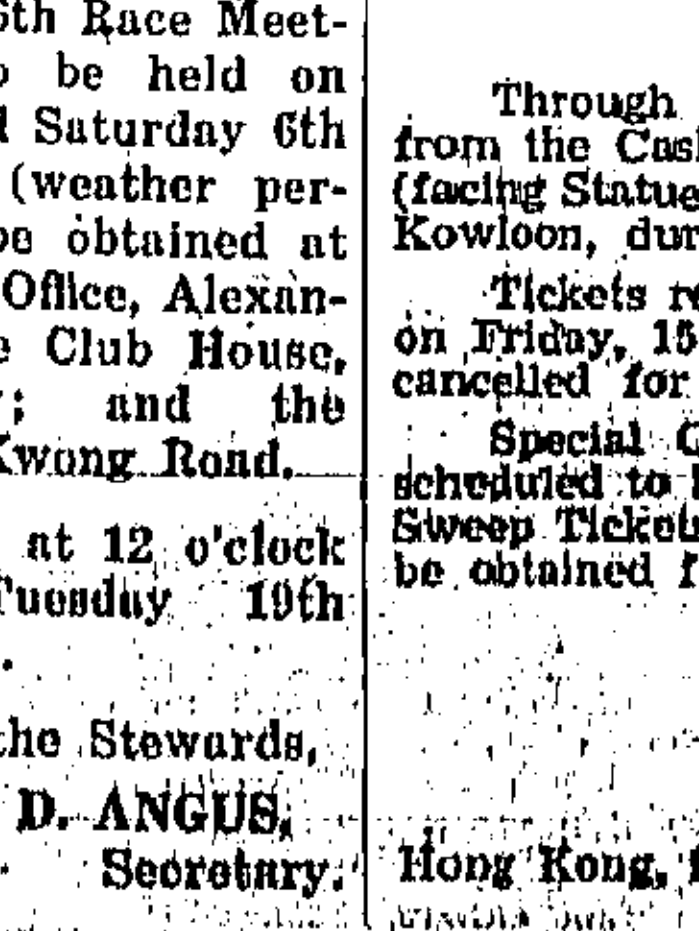 6th Race Meet-
be held on
Saturday 6th
(weather per-
be obtained at
Office, Alexan-
Club House,
; and the
Kwong Road.
at 12 o'clock
Tuesday 19th
.
the Stewards,
D. ANGUS,
Secretary.
Through
from the Cash
(facing Statue
Kowloon, dur
Tickets re
on Friday, 15
cancelled for
Special C
scheduled to
Sweep Tickets
be obtained f
Hong Kong,